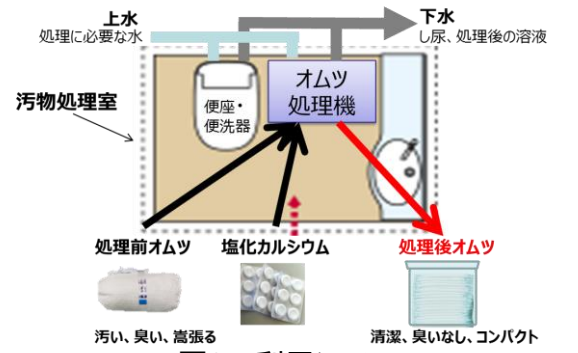 上水
処理に必要な水
下水
し尿、処理後の溶液
汚物処理室
便座・
便洗器
オムツ
処理機
処理前オムツ
塩化カルシウム
処理後オムツ
汚い、臭い、嵩張る
清潔、臭いなし、コンパクト